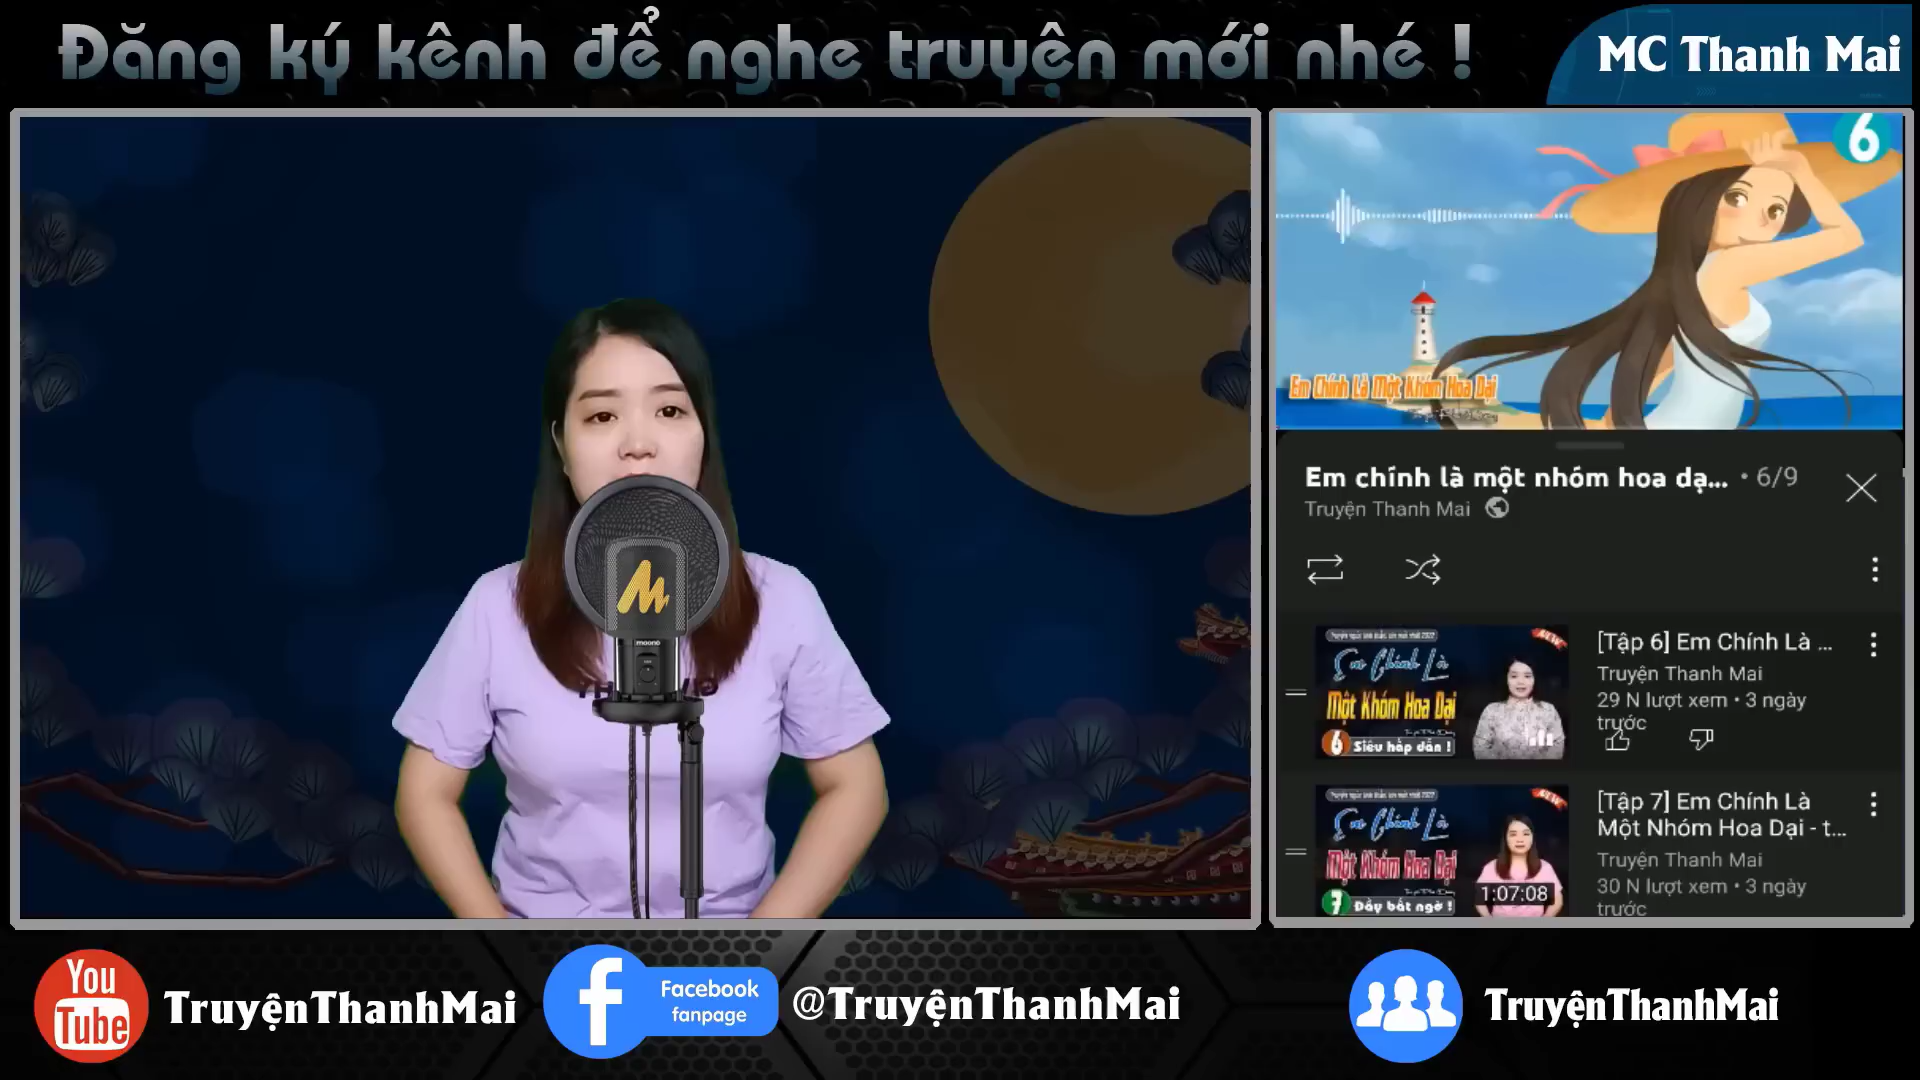 Đăng ký kênh để nghe truyện mới nhé !
MC Thanh Mai
6
Em Chính Là Một Khóm Hoa Dại
Em chính là một nhóm hoa dạ... • 6/9
Truyện Thanh Mai
[Tập 6] Em Chính Là ...
Truyện Thanh Mai
29 N lượt xem • 3 ngày
trước
Em Chính Là
Một Khóm Hoa Dại
6 Siêu hấp dẫn !
NEW
[Tập 7] Em Chính Là
Một Nhóm Hoa Dại - t...
Truyện Thanh Mai
30 N lượt xem • 3 ngày
trước
Em Chính Là
Một Khóm Hoa Dại
7 Đầy bất ngờ !
NEW
1:07:08
maono
You
Tube
TruyệnThanhMai
f
Facebook
fanpage
@TruyệnThanhMai
TruyệnThanhMai